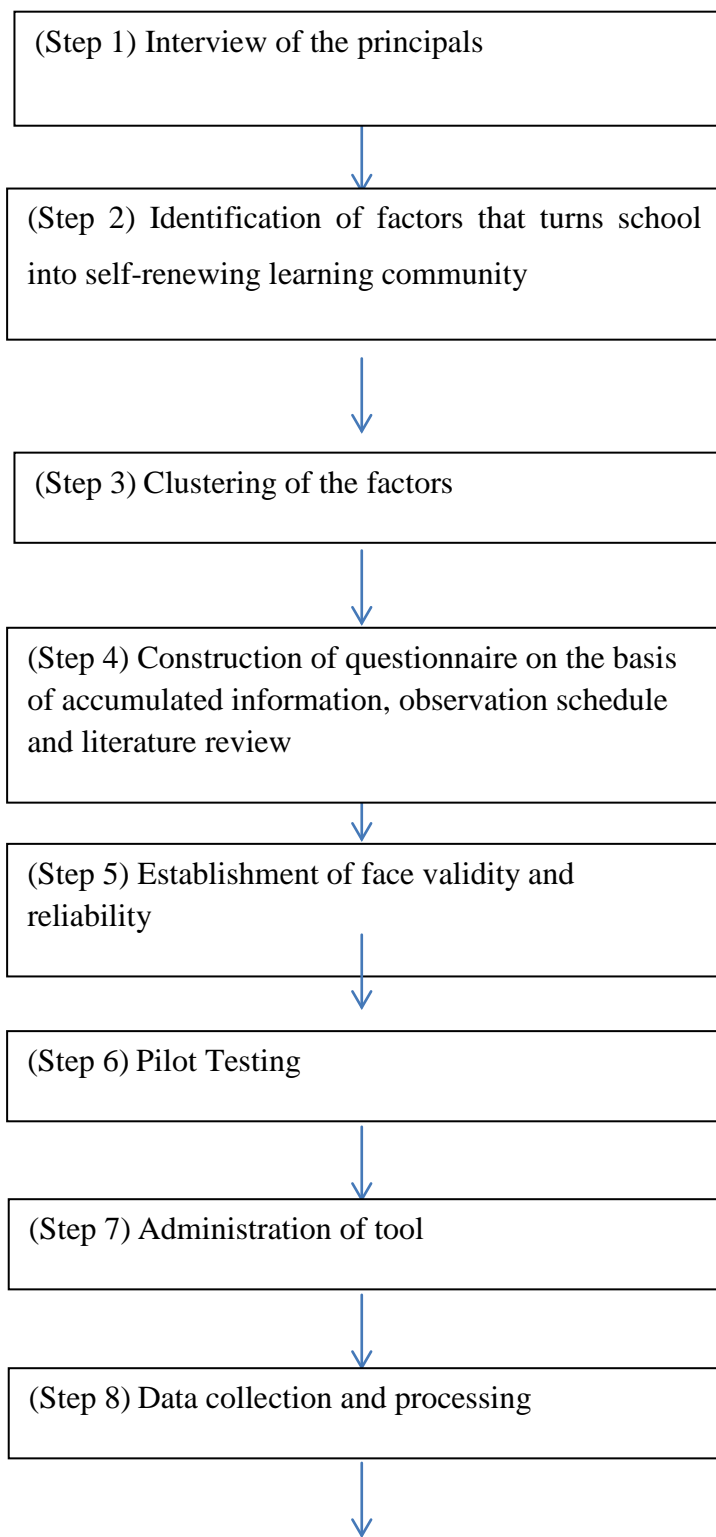 (Step 1) Interview of the principals
(Step 2) Identification of factors that turns school
into self-renewing learning community
(Step 3) Clustering of the factors
(Step 4) Construction of questionnaire on the basis
of accumulated information, observation schedule
and literature review
(Step 5) Establishment of face validity and
reliability
(Step 6) Pilot Testing
(Step 7) Administration of tool
(Step 8) Data collection and processing